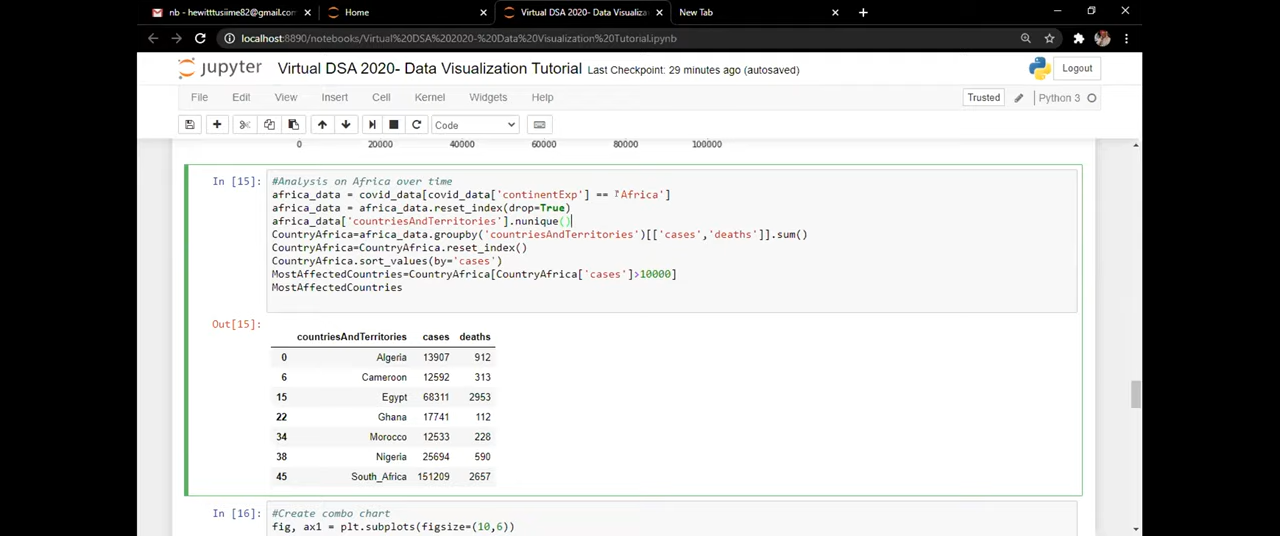 nb - hewitttusiime82@gmail.com
Home
Virtual DSA 2020- Data Visualiza
New Tab
localhost:8890/notebooks/Virtual%20DSA%202020-%20Data%20Visualization%20Tutorial.ipynb
jupyter
Virtual DSA 2020- Data Visualization Tutorial Last Checkpoint: 29 minutes ago (autosaved)
Logout
File Edit View Insert Cell Kernel Widgets Help
Trusted
Python 3
Code
0 20000 40000 60000 80000 100000
In [15]:
#Analysis on Africa over time
africa_data = covid_data[covid_data['continentExp'] == 'Africa']
africa_data = africa_data.reset_index(drop=True)
africa_data['countriesAndTerritories'].nunique()
CountryAfrica=africa_data.groupby('countriesAndTerritories')[['cases','deaths']].sum()
CountryAfrica=CountryAfrica.reset_index()
CountryAfrica.sort_values(by='cases')
MostAffectedCountries=CountryAfrica[CountryAfrica['cases']>10000]
MostAffectedCountries
Out[15]:
countriesAndTerritories cases deaths
0 Algeria 13907 912
6 Cameroon 12592 313
15 Egypt 68311 2953
22 Ghana 17741 112
34 Morocco 12533 228
38 Nigeria 25694 590
45 South_Africa 151209 2657
In [16]:
#Create combo chart
fig, ax1 = plt.subplots(figsize=(10,6))